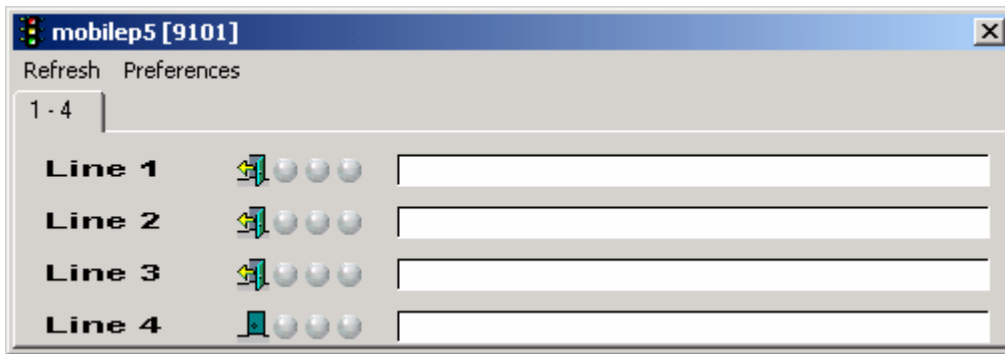 mobilep5 [9101]
Refresh Preferences
1 - 4
Line 1
Line 2
Line 3
Line 4